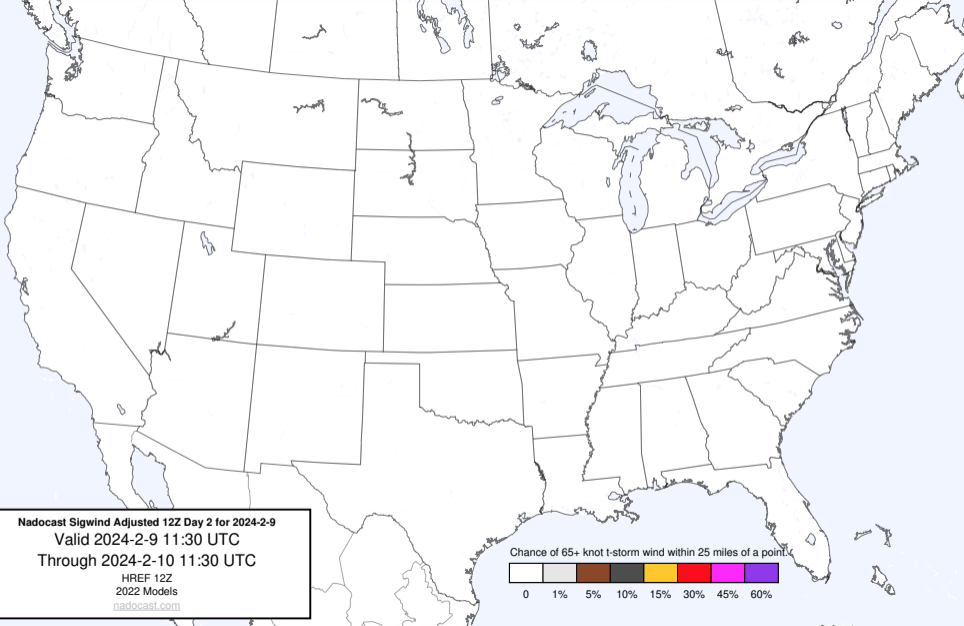 Nadocast Sigwind Adjusted 12Z Day 2 for 2024-2-9
Valid 2024-2-9 11:30 UTC
Through 2024-2-10 11:30 UTC
HREF 12Z
2022 Models
nadocast.com
Chance of 65+ knot t-storm wind within 25 miles of a point.
0 1% 5% 10% 15% 30% 45% 60%